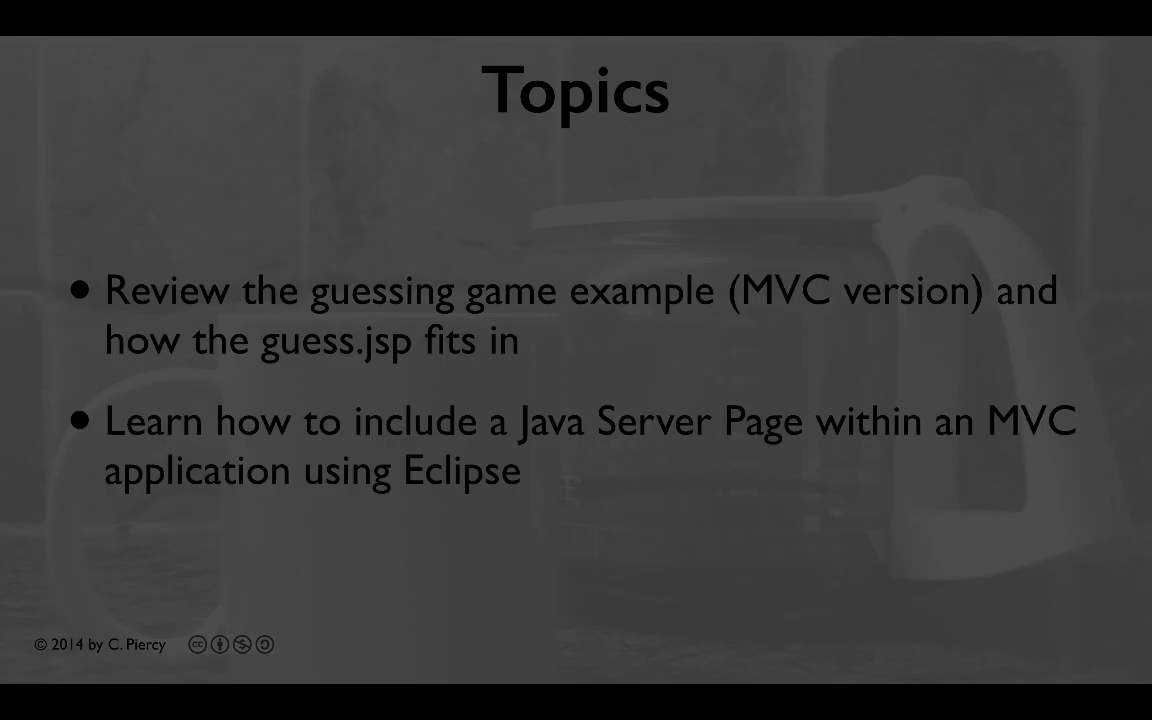 Topics
• Review the guessing game example (MVC version) and
how the guess.jsp fits in
• Learn how to include a Java Server Page within an MVC
application using Eclipse
© 2014 by C. Piercy